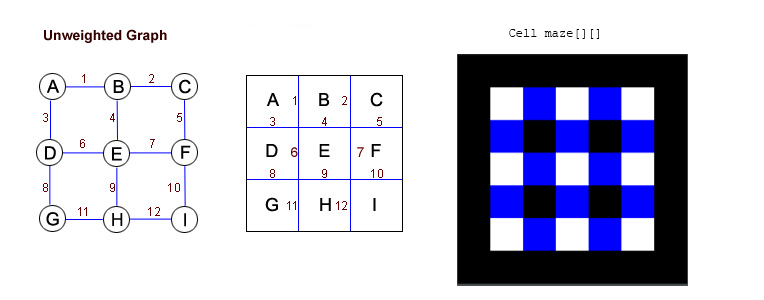 Unweighted Graph
Cell maze[][]
A 1 B 2 C
3 4 5
D 6 E 7 F
8 9 10
G 11 H 12 I
A 1 B 2 C
3 4 5
D 6 E 7 F
8 9 10
G 11 H 12 I